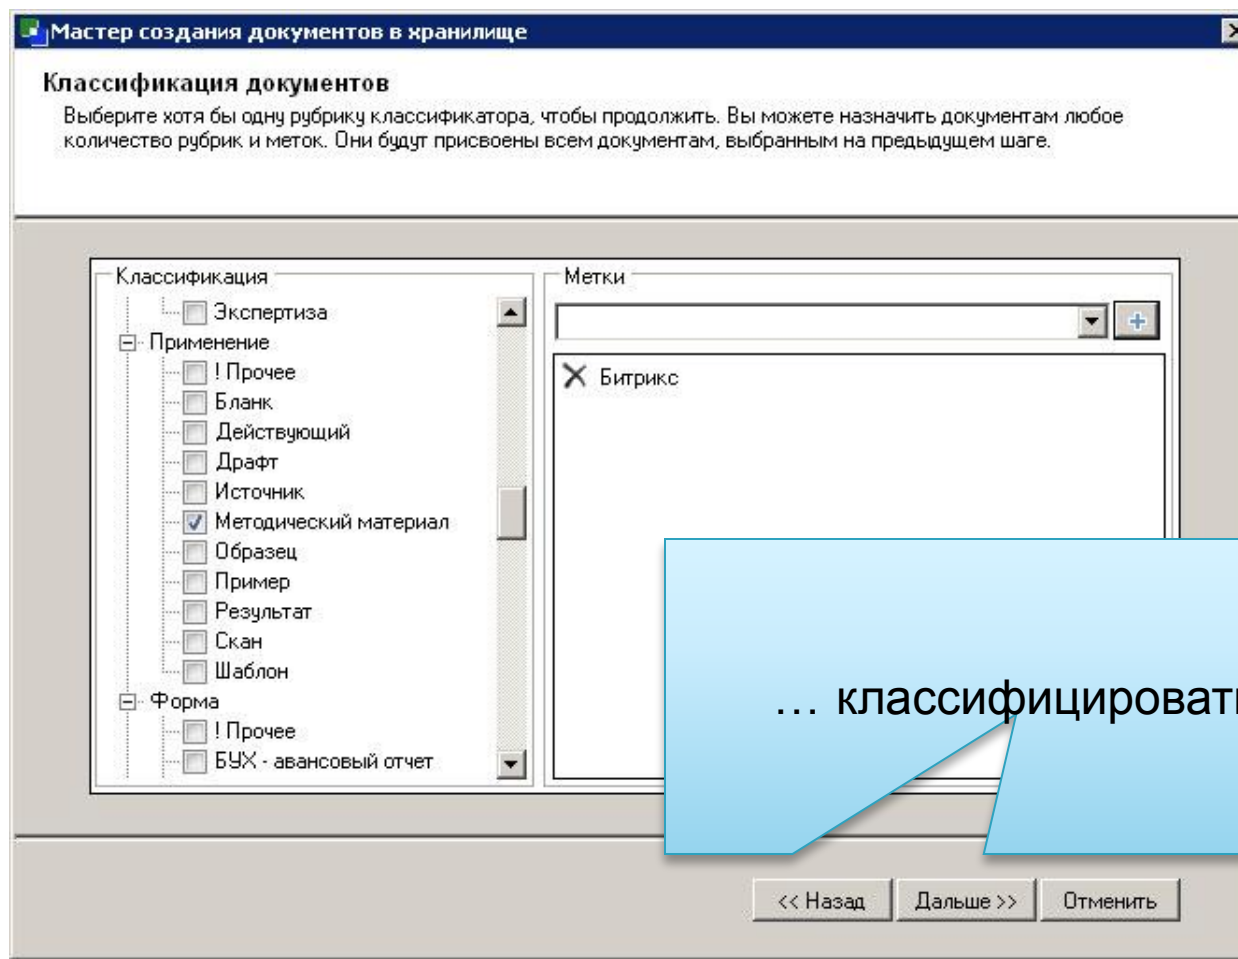 Мастер создания документов в хранилище
Классификация документов
Выберите хотя бы одну рубрику классификатора, чтобы продолжить. Вы можете назначить документам любое
количество рубрик и меток. Они будут присвоены всем документам, выбранным на предыдущем шаге.
Классификация
Экспертиза
Применение
! Прочее
Бланк
Действующий
Драфт
Источник
Методический материал
Образец
Пример
Результат
Скан
Шаблон
Форма
! Прочее
БУХ - авансовый отчет
Метки
Битрикс
… классифицировать
<< Назад
Дальше >>
Отменить